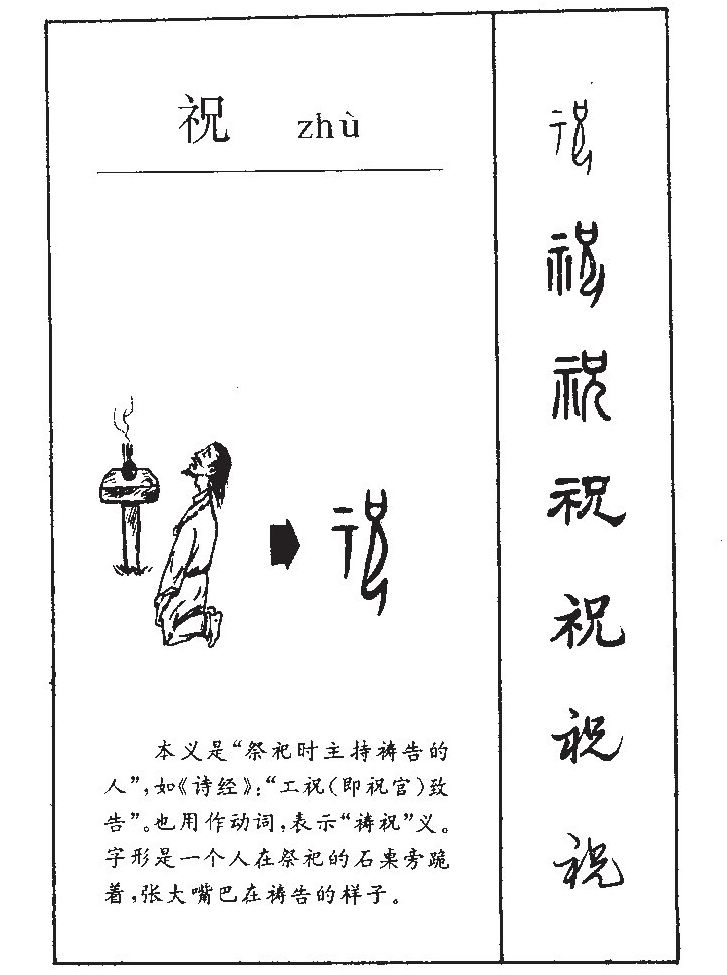 祝 zhù
本义是“祭祀时主持祷告的
人”,如《诗经》:“工祝(即祝官)致
告”。也用作动词,表示“祷祝”义。
字形是一个人在祭祀的石桌旁跪
着,张大嘴巴在祷告的样子。
祝
祝
祝
祝
祝
祝
祝
祝